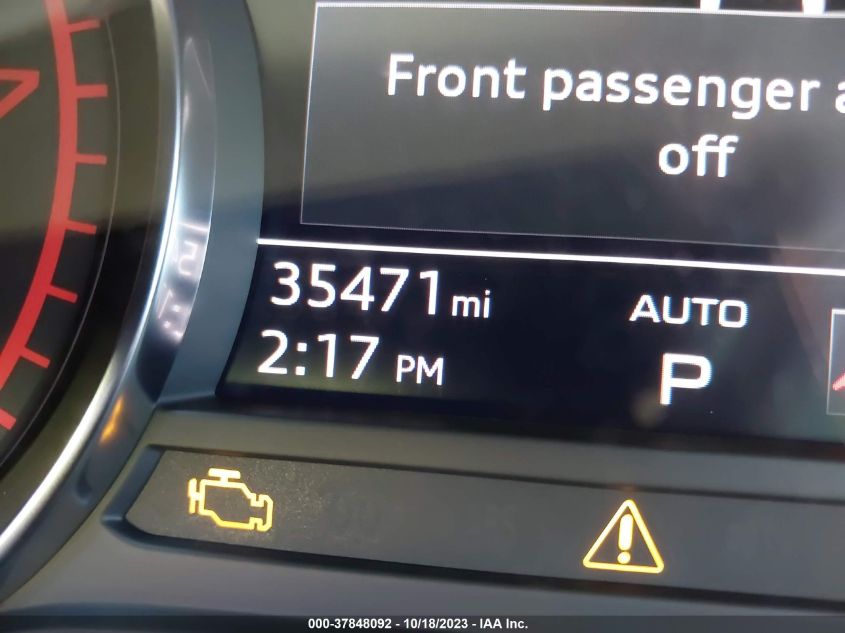 Front passenger
off
35471 mi
AUTO
2:17 PM
P
000-37848092 - 10/18/2023 - IAA Inc.